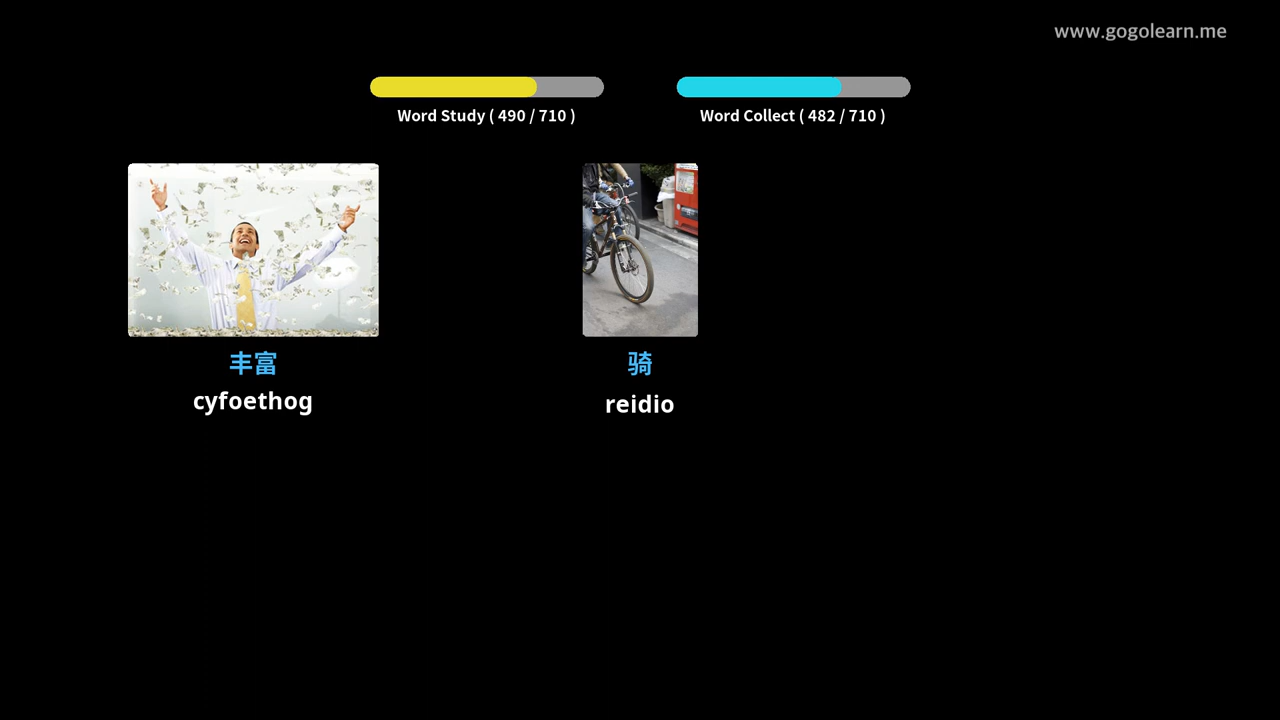 www.gogolearn.me
Word Study ( 490 / 710 )
Word Collect ( 482 / 710 )
丰富
cyfoethog
骑
reidio